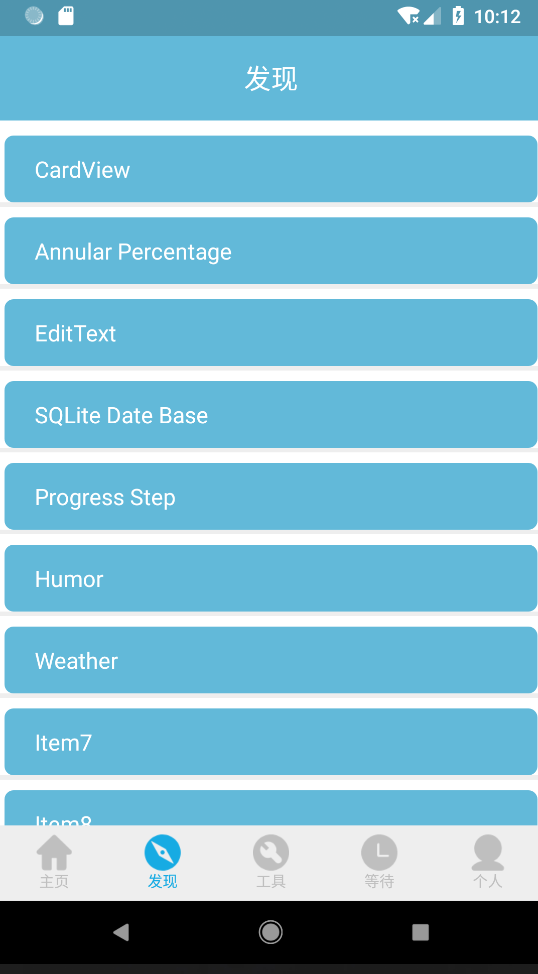 10:12
发现
CardView
Annular Percentage
EditText
SQLite Date Base
Progress Step
Humor
Weather
Item7
Item8
主页 发现 工具 等待 个人